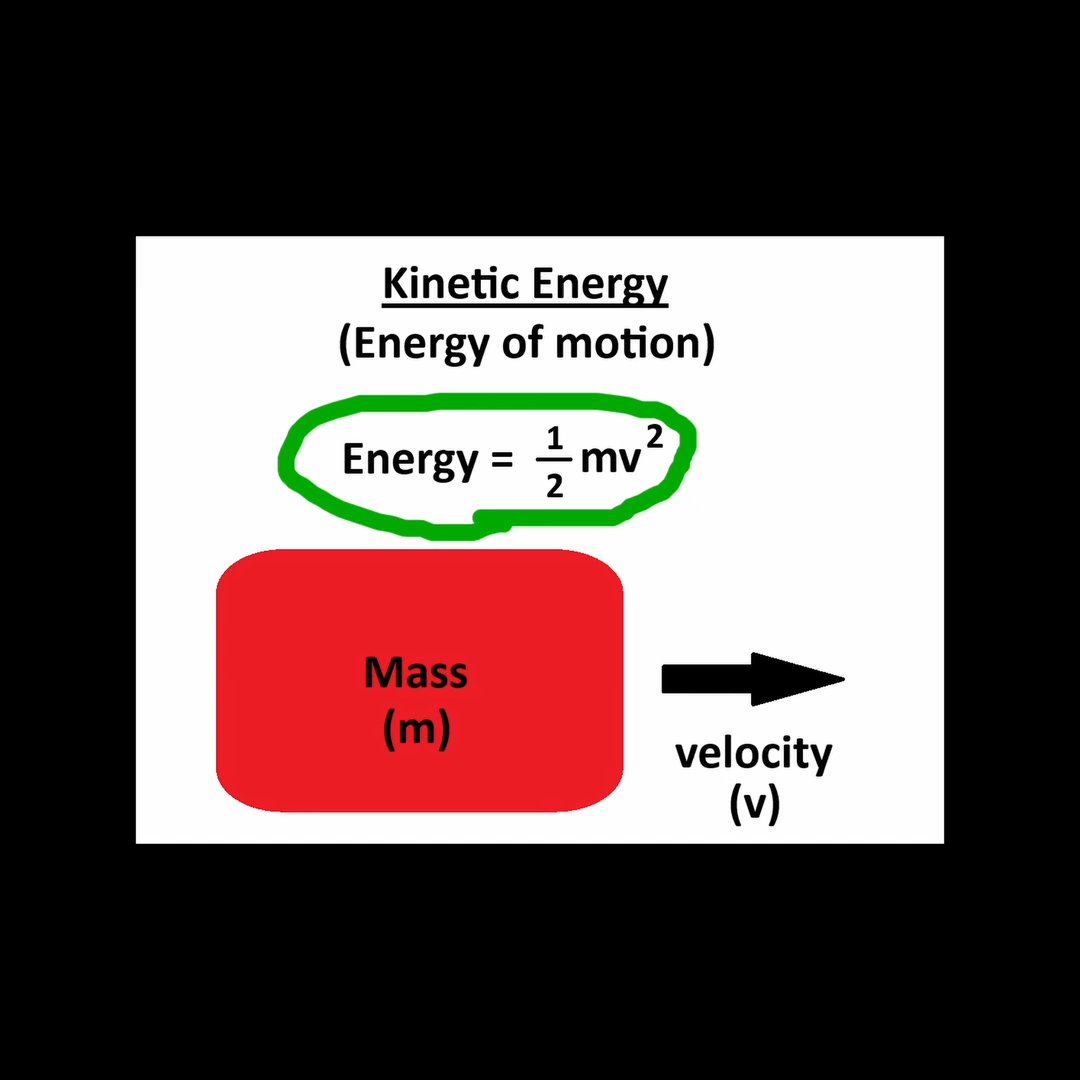 Kinetic Energy
(Energy of motion)
Energy = 1/2 mv²
Mass
(m)
velocity
(v)